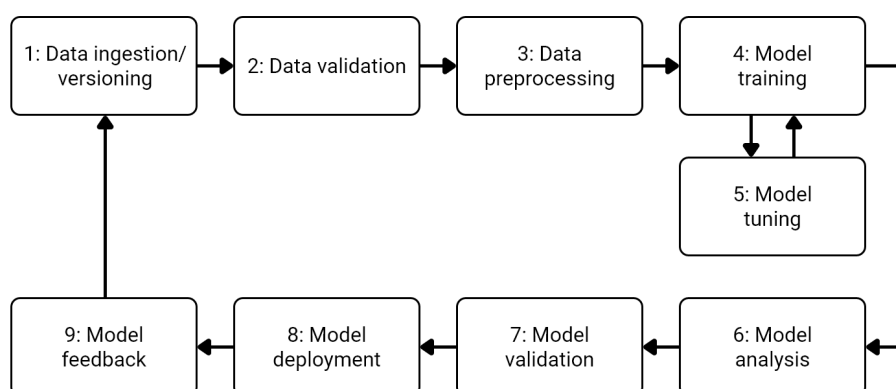 1: Data ingestion/
versioning
2: Data validation
3: Data
preprocessing
4: Model
training
5: Model
tuning
9: Model
feedback
8: Model
deployment
7: Model
validation
6: Model
analysis